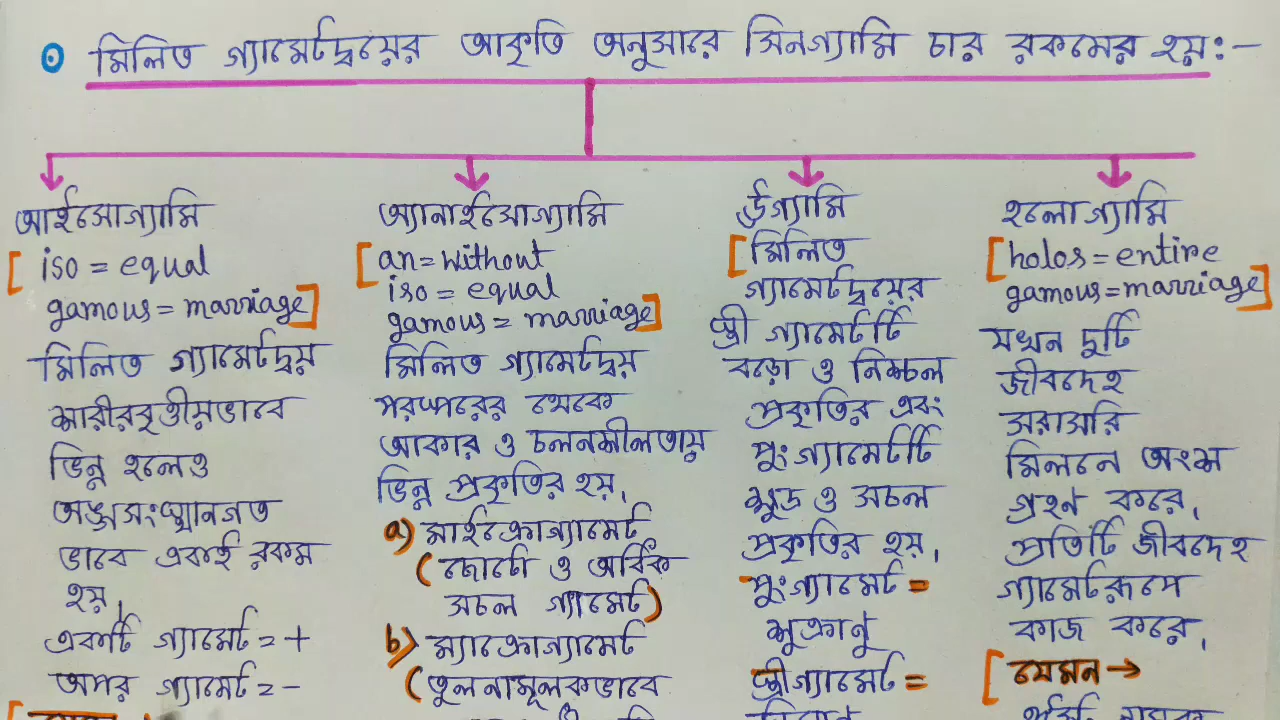 মিলিত গ্যামেটদ্বয়ের আকৃতি অনুসারে সিনগ্যামি চার রকমের হয়:-
আইসোগ্যামি
[iso = equal
gamous = marriage]
মিলিত গ্যামেটদ্বয়
শারীরবৃত্তীয়ভাবে
ভিন্ন হলেও
অঙ্গসংস্থানগত
ভাবে একই রকম
হয়,
একটি গ্যামেট = +
অপর গ্যামেট = -
অ্যানাইসোগ্যামি
[an = without
iso = equal
gamous = marriage]
মিলিত গ্যামেটদ্বয়
পরস্পরের থেকে
আকার ও চলনশীলতায়
ভিন্ন প্রকৃতির হয়,
a) মাইক্রোগ্যামেট
(ছোটো ও অধিক
সচল গ্যামেট)
b) ম্যাক্রোগ্যামেট
(তুলনামূলকভাবে
ঊগ্যামি
[মিলিত
গ্যামেটদ্বয়ের
স্ত্রী গ্যামেটটি
বড়ো ও নিশ্চল
প্রকৃতির এবং
পুংগ্যামেটটি
ক্ষুদ্র ও সচল
প্রকৃতির হয়,
পুংগ্যামেট =
শুক্রাণু
স্ত্রীগ্যামেট =
হলোগ্যামি
[holos = entire
gamous = marriage]
যখন দুটি
জীবদেহ
সরাসরি
মিলনে অংশ
গ্রহণ করে,
প্রতিটি জীবদেহ
গ্যামেটরূপে
কাজ করে,
[যেমন →